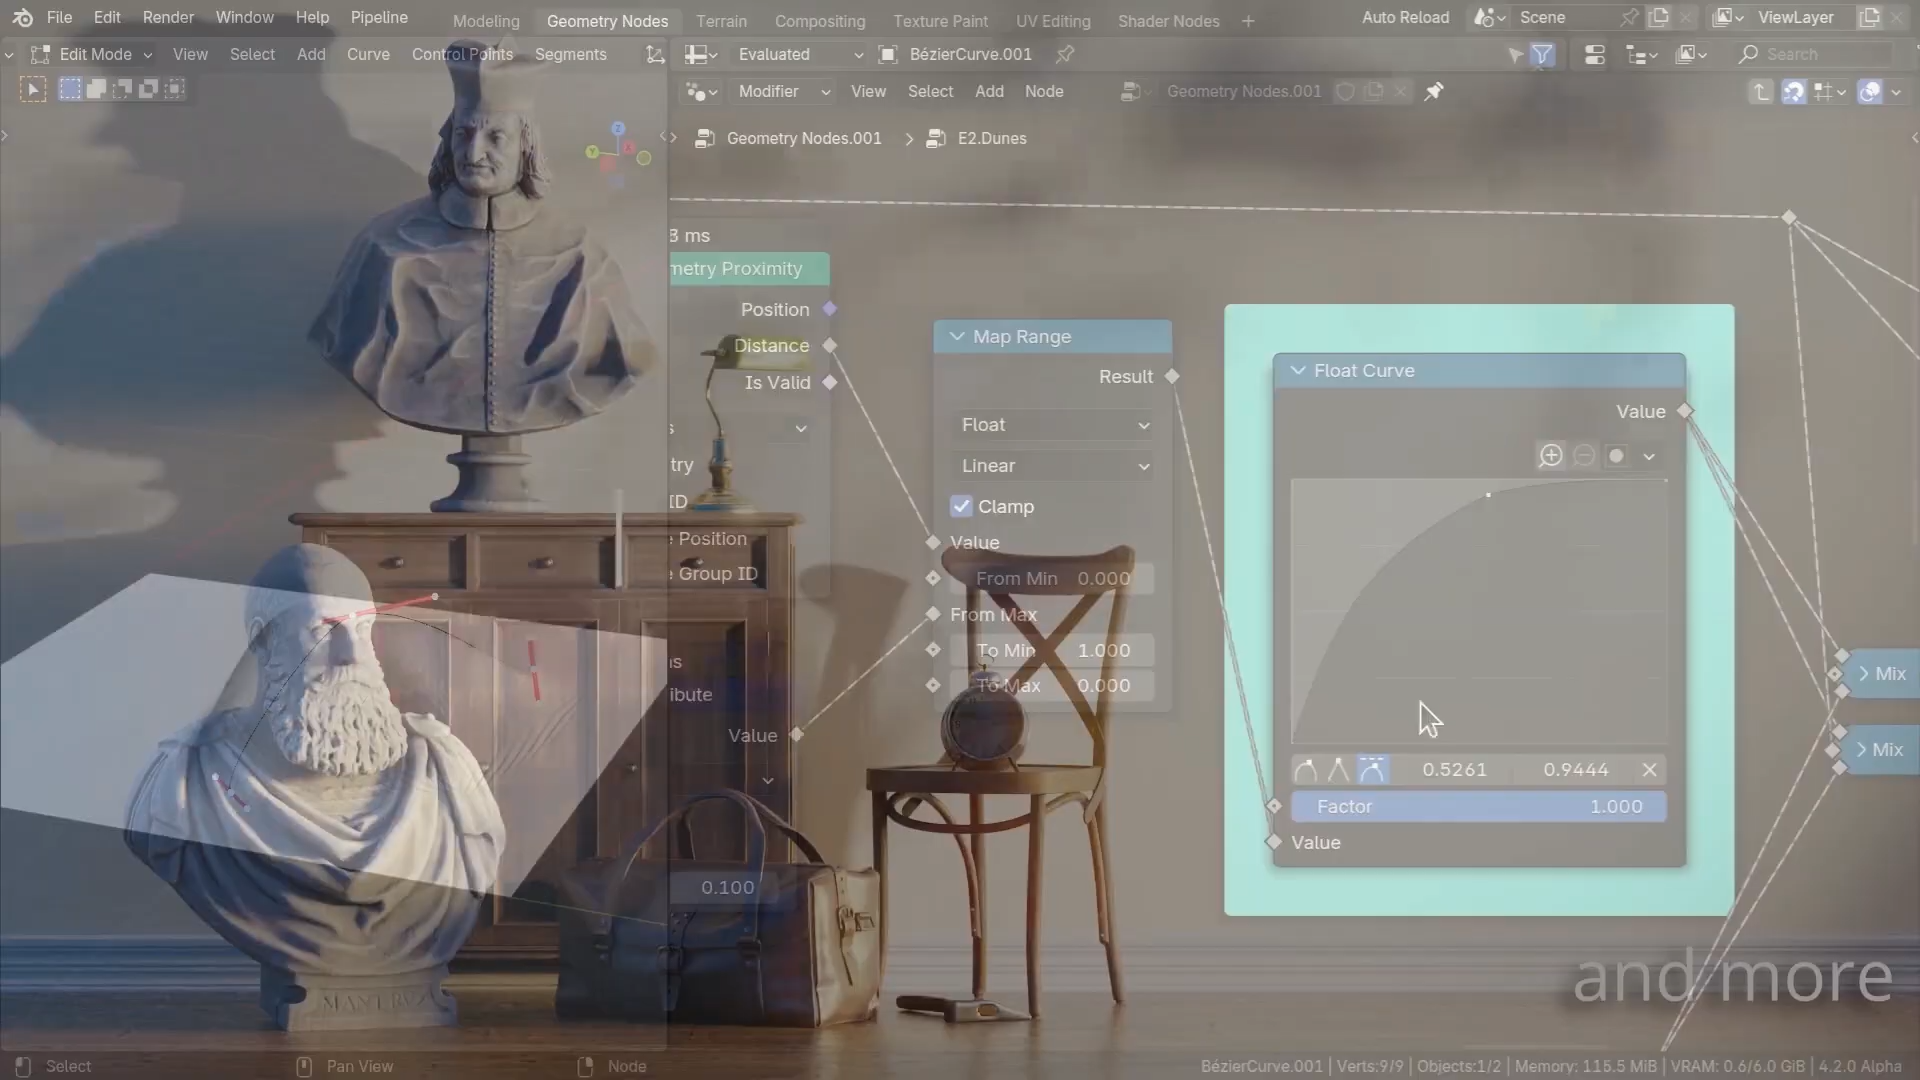 File Edit Render Window Help Pipeline Modeling Geometry Nodes Terrain Compositing Texture Paint UV Editing Shader Nodes + Auto Reload Scene ViewLayer
Edit Mode View Select Add Curve Control Points Segments Evaluated BézierCurve.001 Search
Modifier View Select Add Node Geometry Nodes.001
Geometry Nodes.001 > E2.Dunes
3 ms
metry Proximity
Position
Distance
Is Valid
s
try
ID
e Position
e Group ID
ns
ibute
Value
0.100
Map Range
Result
Float
Linear
Clamp
Value
From Min 0.000
From Max
To Min 1.000
To Max 0.000
Float Curve
Value
0.5261 0.9444
Factor 1.000
Value
Mix
Mix
and more
Select Pan View Node BézierCurve.001 | Verts:9/9 | Objects:1/2 | Memory: 115.5 MiB | VRAM: 0.6/6.0 GiB | 4.2.0 Alpha